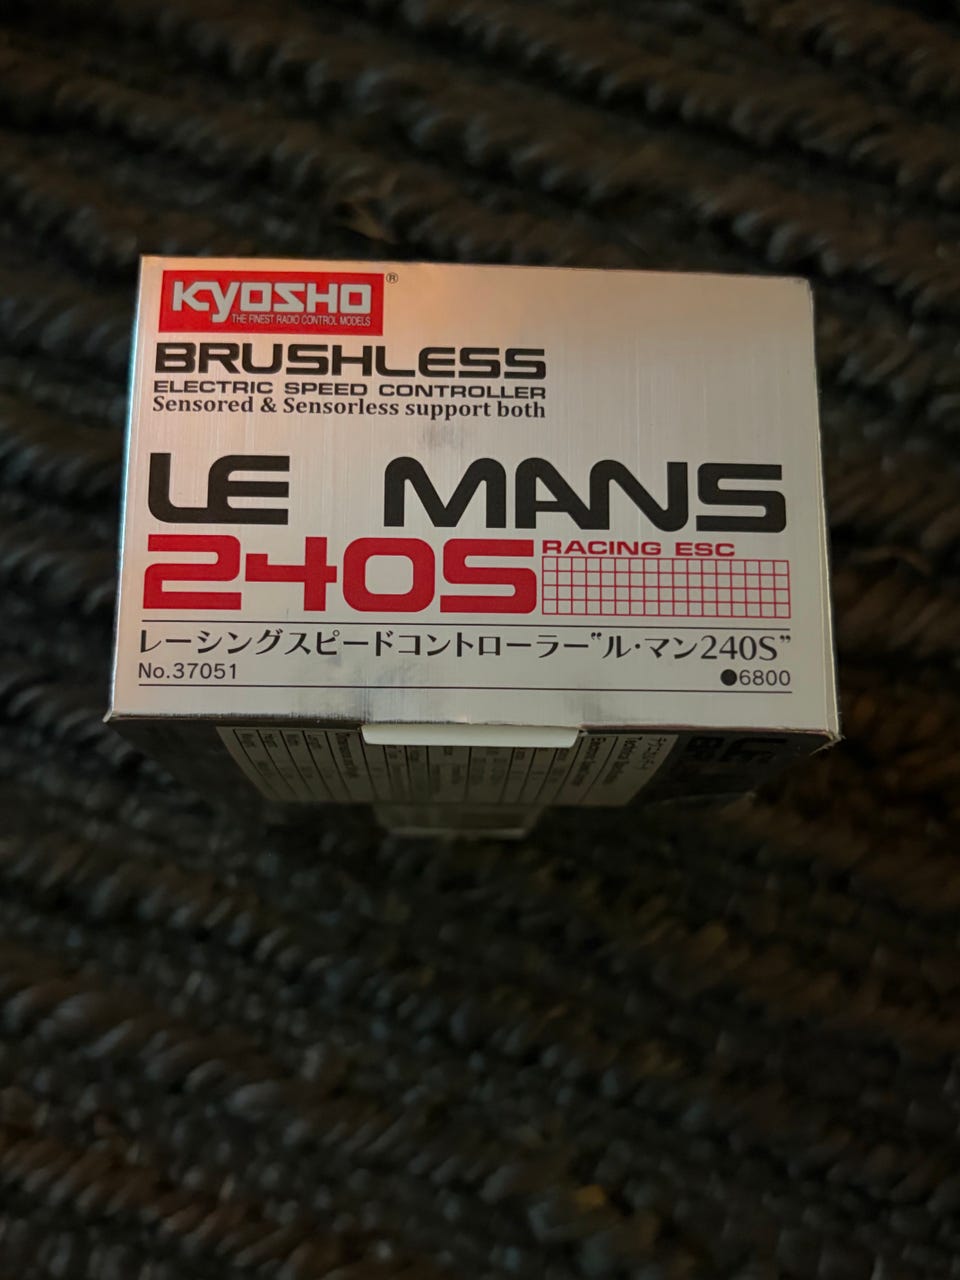 KYOSHO®
THE FINEST RADIO CONTROL MODELS
BRUSHLESS
ELECTRIC SPEED CONTROLLER
Sensored & Sensorless support both
LE MANS
240S
RACING ESC
レーシングスピードコントローラー“ル・マン240S”
No.37051
●6800